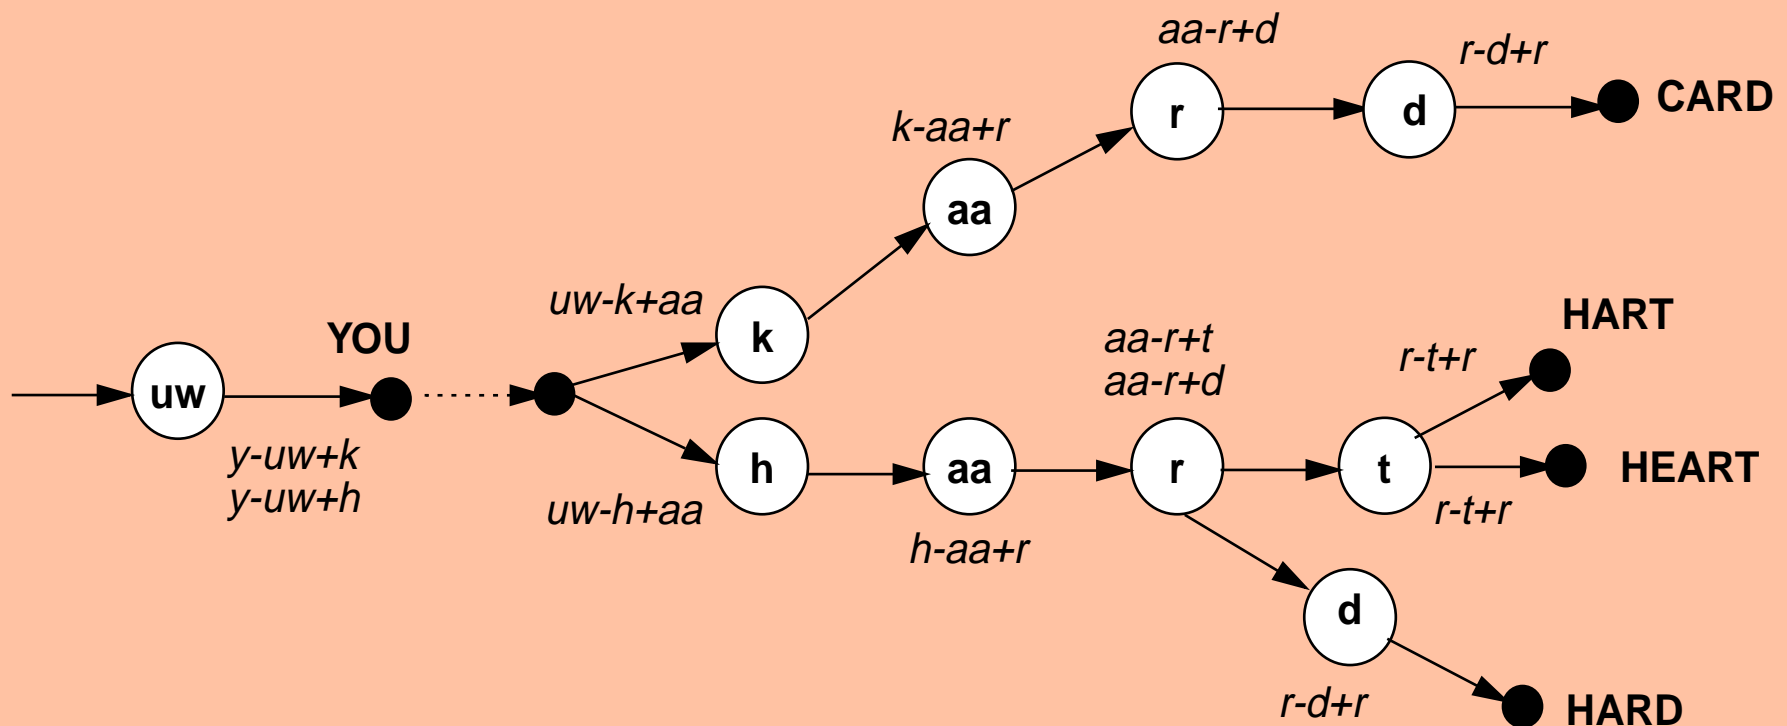 aa-r+d
r-d+r
r
d
CARD
k-aa+r
aa
uw-k+aa
k
YOU
uw
y-uw+k
y-uw+h
uw-h+aa
h
aa
h-aa+r
aa-r+t
aa-r+d
r
t
r-t+r
HART
r-t+r
HEART
d
r-d+r
HARD